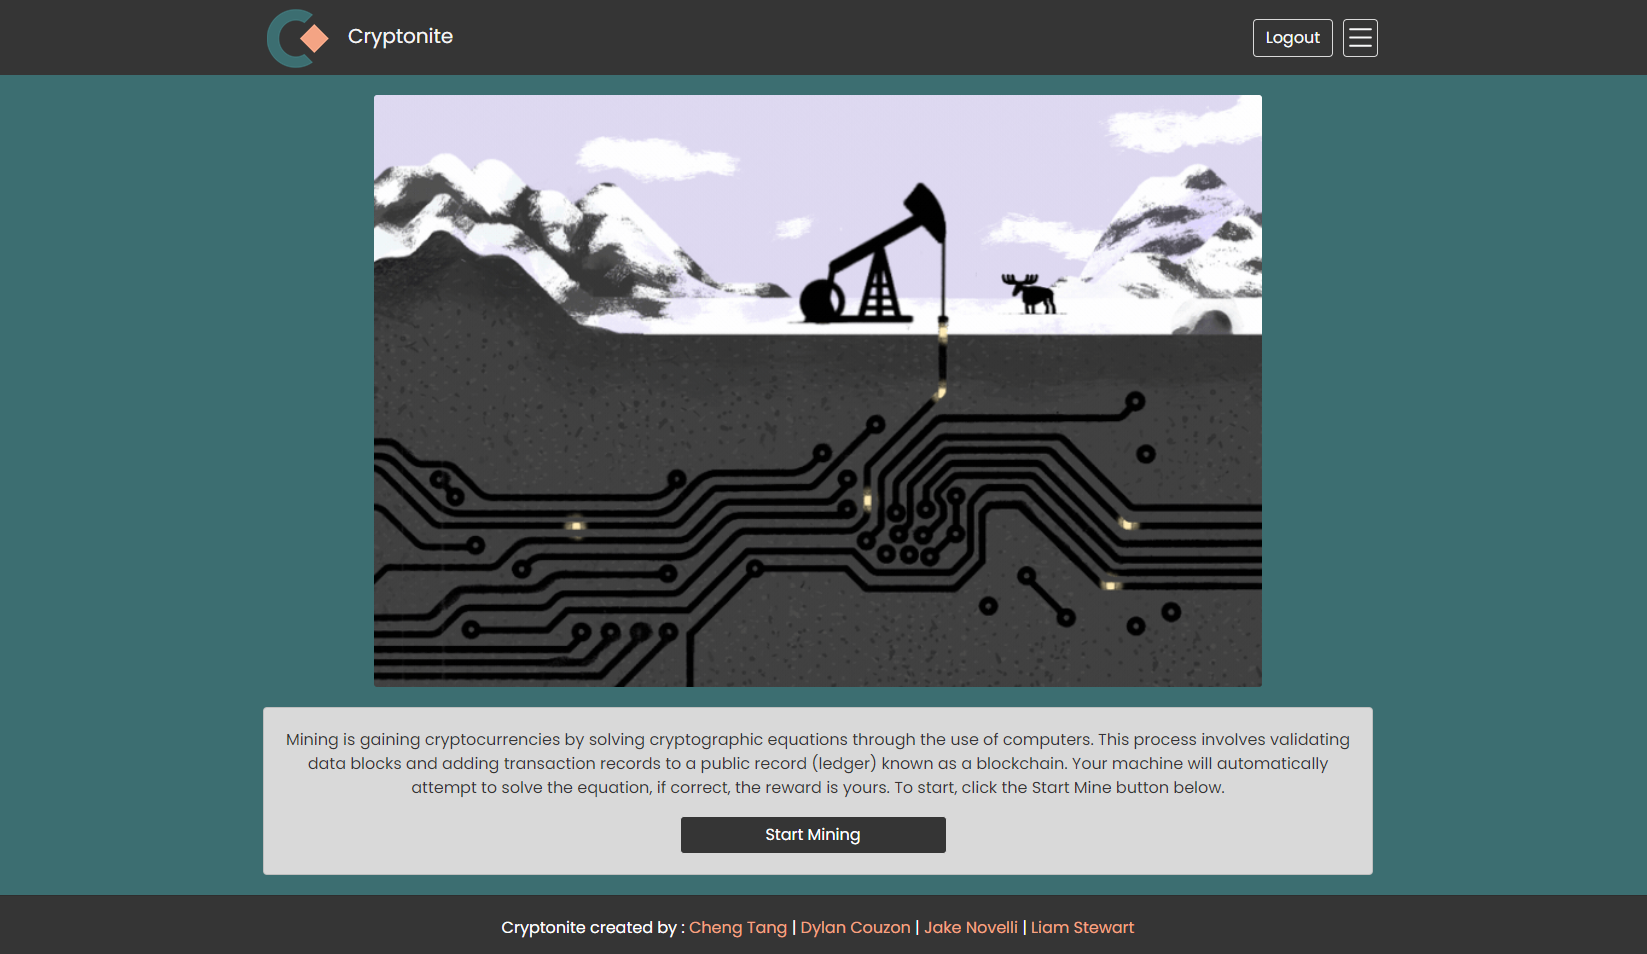 Cryptonite
Logout
Mining is gaining cryptocurrencies by solving cryptographic equations through the use of computers. This process involves validating
data blocks and adding transaction records to a public record (ledger) known as a blockchain. Your machine will automatically
attempt to solve the equation, if correct, the reward is yours. To start, click the Start Mine button below.
Start Mining
Cryptonite created by : Cheng Tang | Dylan Couzon | Jake Novelli | Liam Stewart